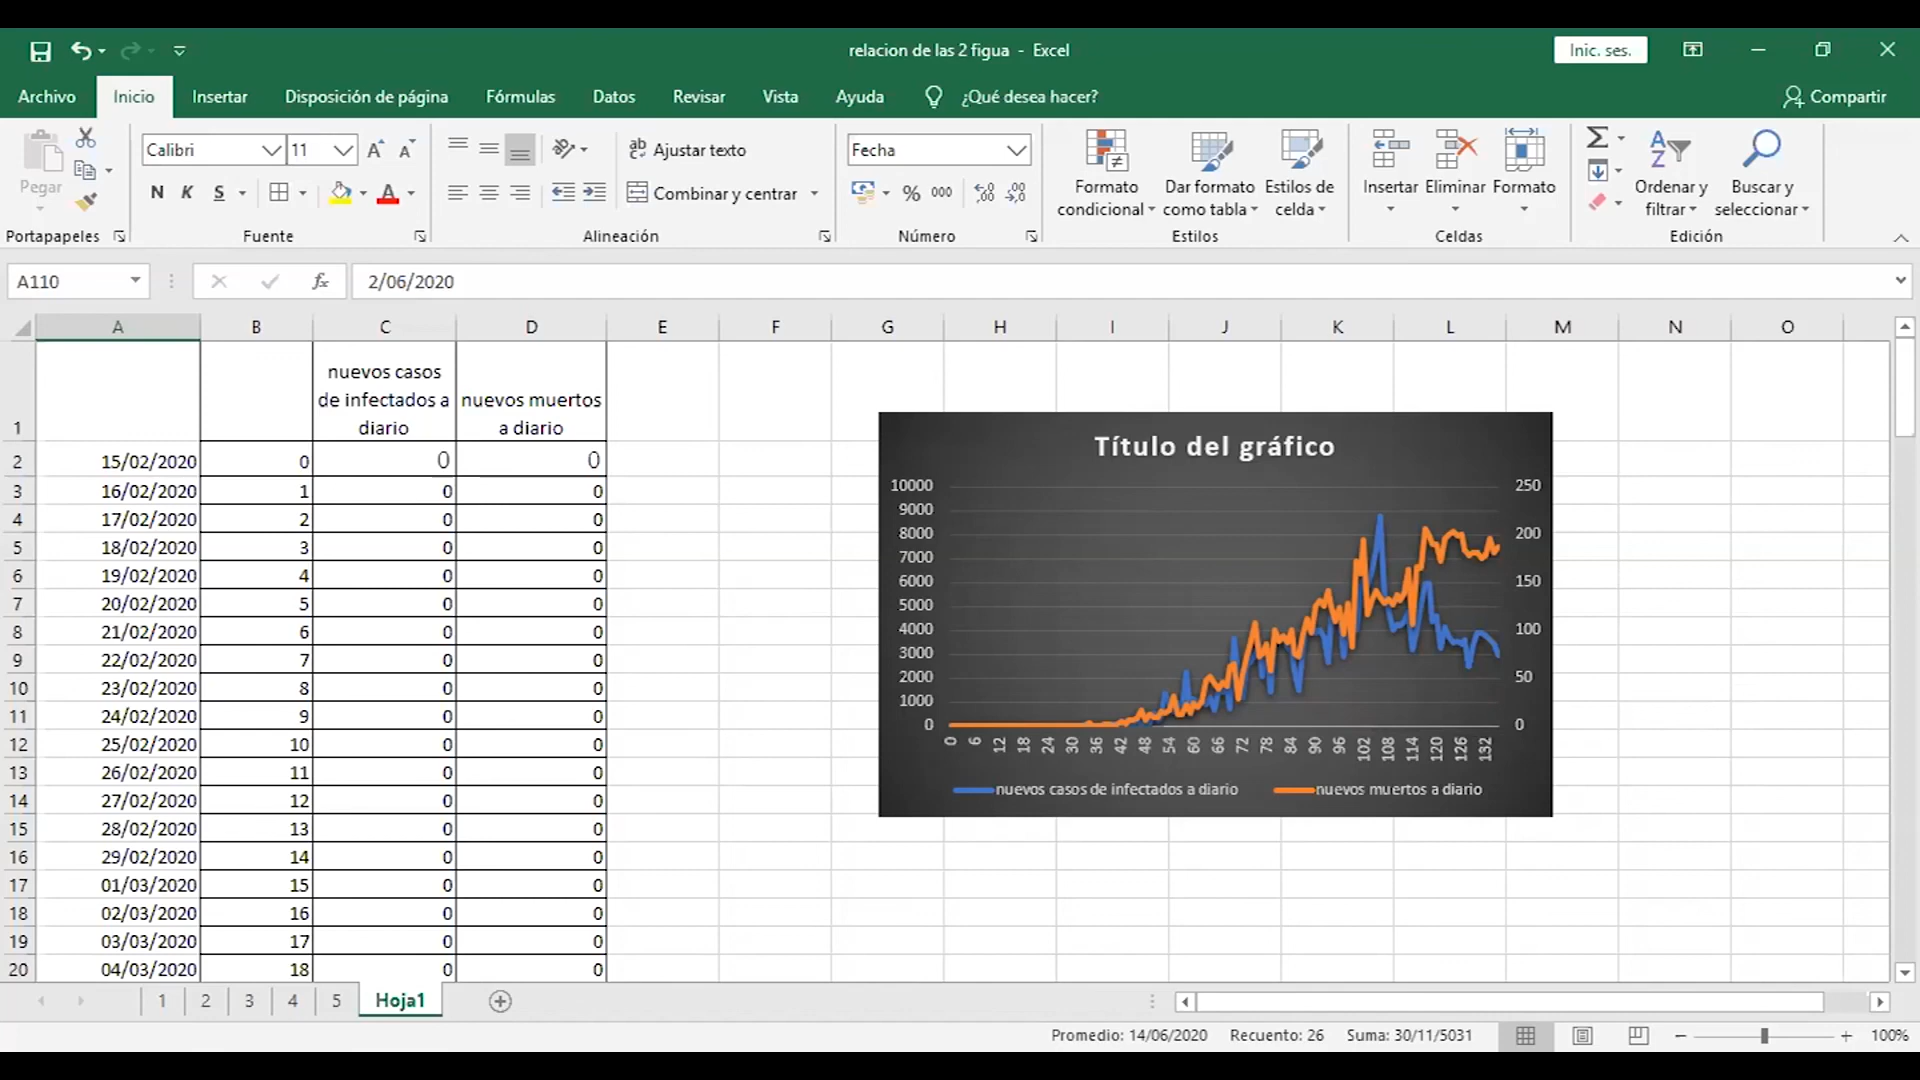 relacion de las 2 figua - Excel
Inic. ses.
Archivo Inicio Insertar Disposición de página Fórmulas Datos Revisar Vista Ayuda ¿Qué desea hacer? Compartir
Pegar
Calibri 11
N K S
Ajustar texto
Combinar y centrar
Fecha
% 000
Formato condicional
Dar formato como tabla
Estilos de celda
Insertar Eliminar Formato
Ordenar y filtrar
Buscar y seleccionar
Portapapeles Fuente Alineación Número Estilos Celdas Edición
A110 fx 2/06/2020
A B C D E F G H I J K L M N O
1 nuevos casos de infectados a diario nuevos muertos a diario
2 15/02/2020 0 0 0
3 16/02/2020 1 0 0
4 17/02/2020 2 0 0
5 18/02/2020 3 0 0
6 19/02/2020 4 0 0
7 20/02/2020 5 0 0
8 21/02/2020 6 0 0
9 22/02/2020 7 0 0
10 23/02/2020 8 0 0
11 24/02/2020 9 0 0
12 25/02/2020 10 0 0
13 26/02/2020 11 0 0
14 27/02/2020 12 0 0
15 28/02/2020 13 0 0
16 29/02/2020 14 0 0
17 01/03/2020 15 0 0
18 02/03/2020 16 0 0
19 03/03/2020 17 0 0
20 04/03/2020 18 0 0
Título del gráfico
10000 250
9000
8000 200
7000
6000 150
5000
4000 100
3000
2000 50
1000
0 0
0 6 12 18 24 30 36 42 48 54 60 66 72 78 84 90 96 102 108 114 120 126 132
nuevos casos de infectados a diario nuevos muertos a diario
1 2 3 4 5 Hoja1
Promedio: 14/06/2020 Recuento: 26 Suma: 30/11/5031 100%